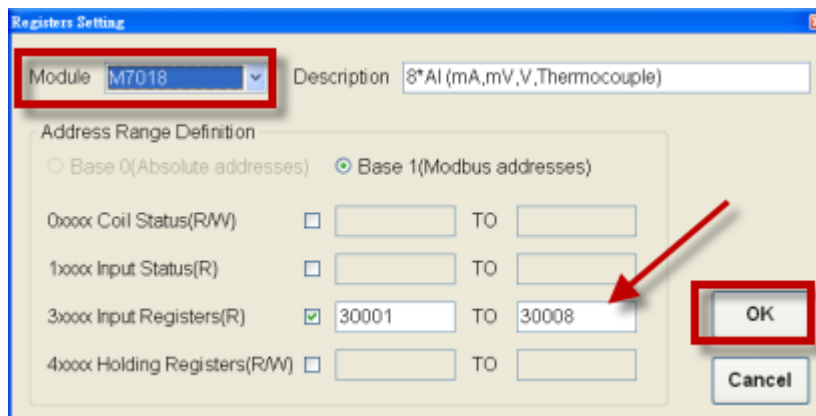 Registers Setting
Module M7018 Description 8*AI (mA,mV,V,Thermocouple)
Address Range Definition
Base 0(Absolute addresses) Base 1(Modbus addresses)
0xxxx Coil Status(R/W) TO
1xxxx Input Status(R) TO
3xxxx Input Registers(R) 30001 TO 30008
OK
4xxxx Holding Registers(R/W) TO
Cancel